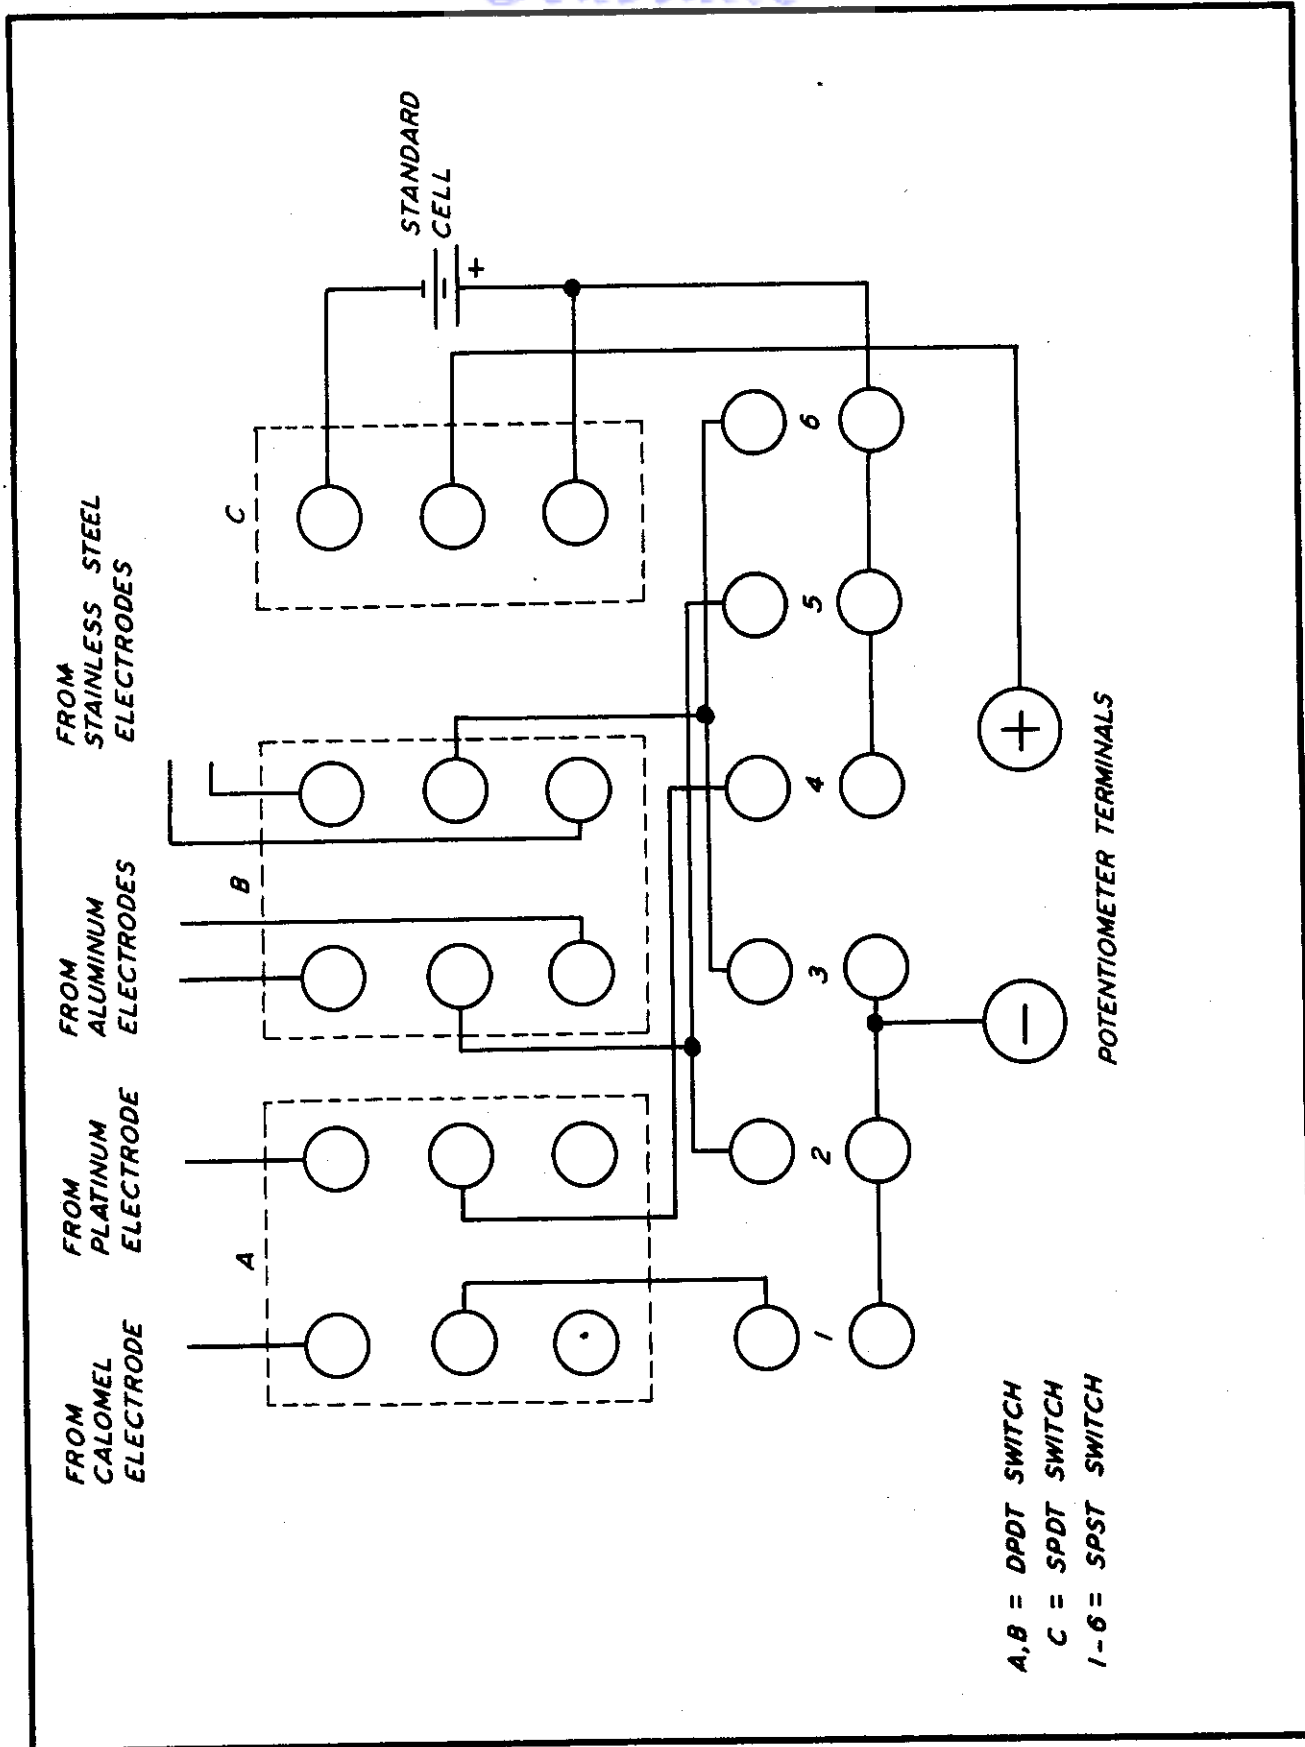 FROM
CALOMEL
ELECTRODE
FROM
PLATINUM
ELECTRODE
FROM
ALUMINUM
ELECTRODES
FROM
STAINLESS STEEL
ELECTRODES
A
B
C
STANDARD
CELL
+
1
2
3
4
5
6
−
+
POTENTIOMETER TERMINALS
A,B = DPDT SWITCH
C = SPDT SWITCH
1-6 = SPST SWITCH